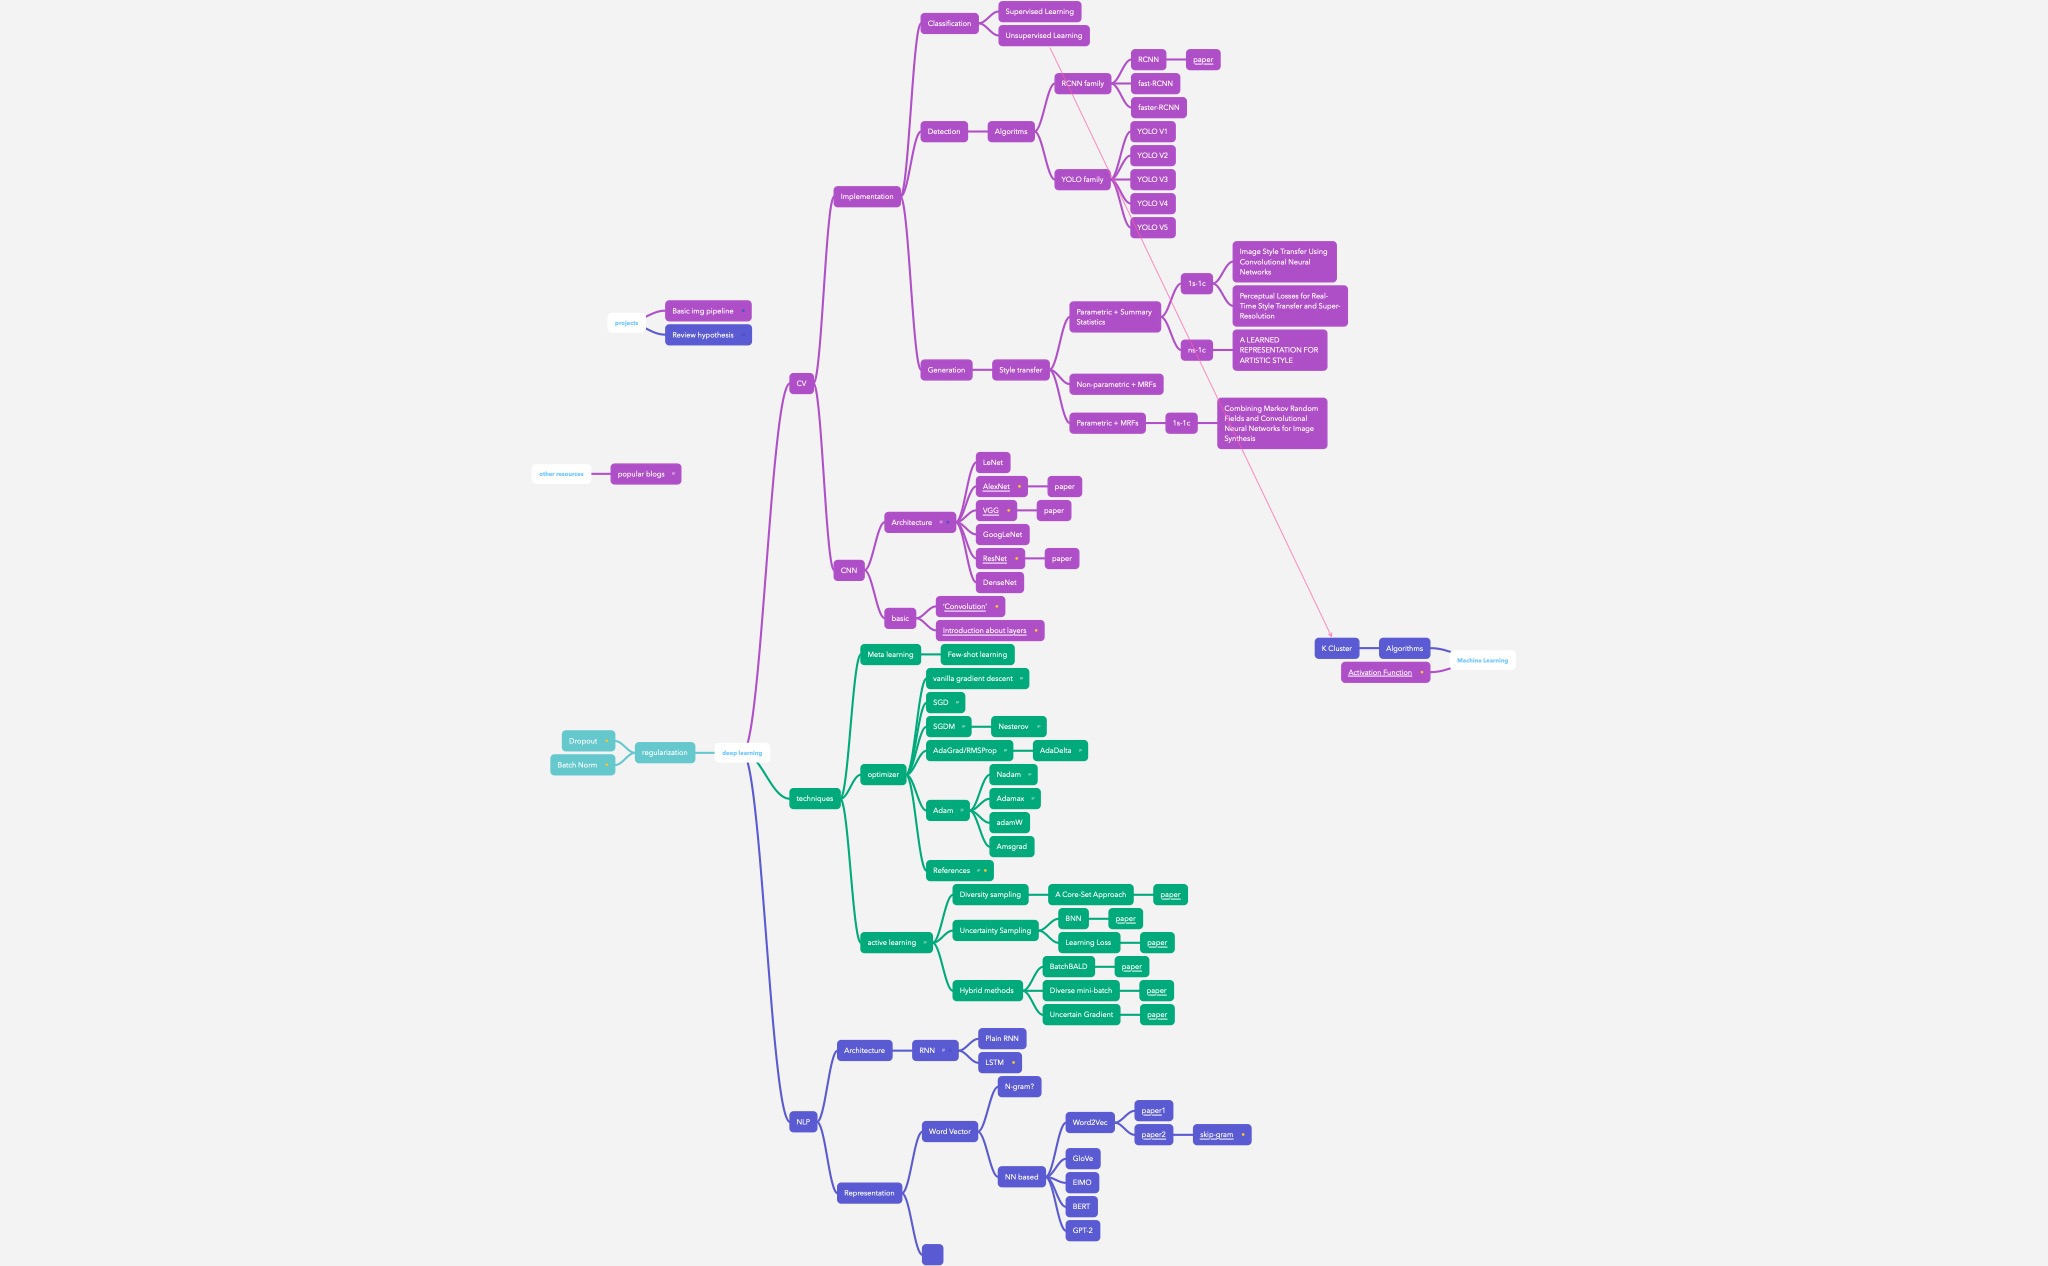 Classification
Supervised Learning
Unsupervised Learning
Implementation
Detection
Algoritms
RCNN family
RCNN
paper
fast-RCNN
faster-RCNN
YOLO family
YOLO V1
YOLO V2
YOLO V3
YOLO V4
YOLO V5
Generation
Style transfer
Parametric + Summary
Statistics
1s-1c
Image Style Transfer Using
Convolutional Neural
Networks
Perceptual Losses for Real-
Time Style Transfer and Super-
Resolution
ns-1c
A LEARNED
REPRESENTATION FOR
ARTISTIC STYLE
Non-parametric + MRFs
Parametric + MRFs
1s-1c
Combining Markov Random
Fields and Convolutional
Neural Networks for Image
Synthesis
projects
Basic img pipeline
Review hypothesis
CV
other resources
popular blogs
CNN
Architecture
LeNet
AlexNet
paper
VGG
paper
GoogLeNet
ResNet
paper
DenseNet
basic
'Convolution'
Introduction about layers
K Cluster
Algorithms
Machine Learning
Activation Function
Dropout
Batch Norm
regularization
deep learning
techniques
Meta learning
Few-shot learning
optimizer
vanilla gradient descent
SGD
SGDM
Nesterov
AdaGrad/RMSProp
AdaDelta
Adam
Nadam
Adamax
adamW
Amsgrad
References
active learning
Diversity sampling
A Core-Set Approach
paper
Uncertainty Sampling
BNN
paper
Learning Loss
paper
Hybrid methods
BatchBALD
paper
Diverse mini-batch
paper
Uncertain Gradient
paper
NLP
Architecture
RNN
Plain RNN
LSTM
Representation
Word Vector
N-gram?
NN based
Word2Vec
paper1
paper2
skip-gram
GloVe
ElMO
BERT
GPT-2